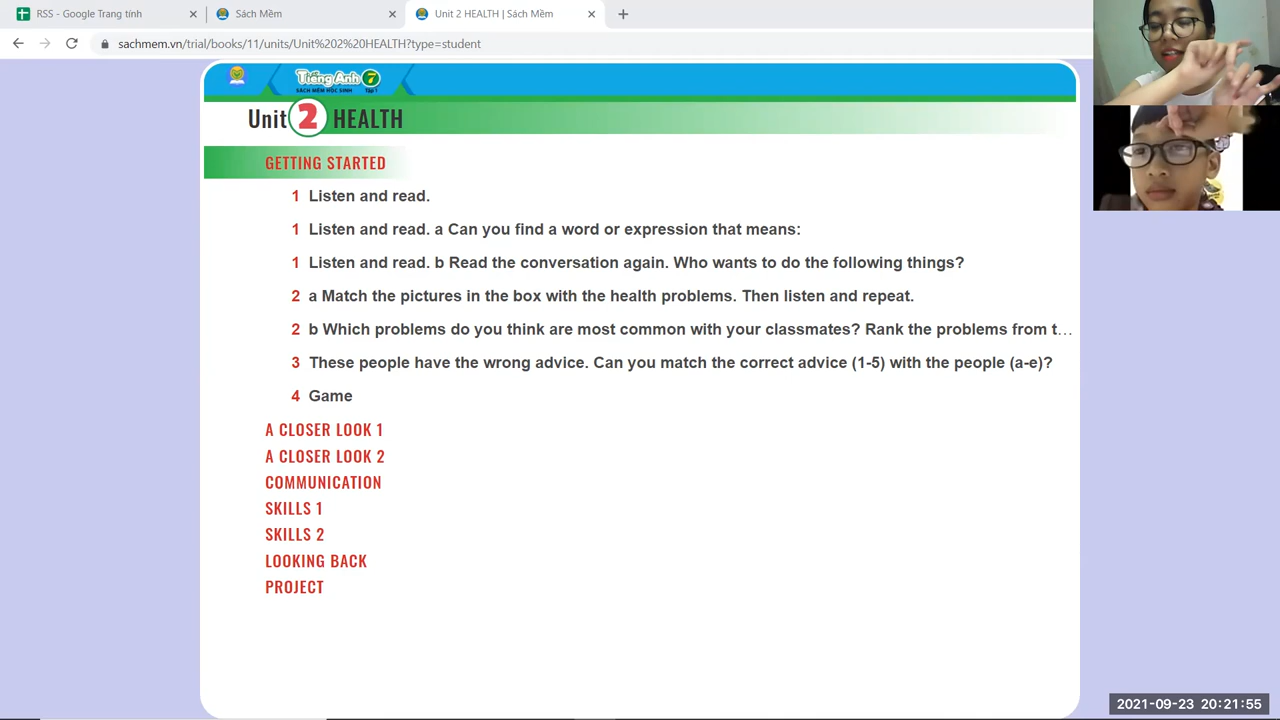 RSS - Google Trang tính
Sách Mềm
Unit 2 HEALTH | Sách Mềm
sachmem.vn/trial/books/11/units/Unit%202%20HEALTH?type=student
Tiếng Anh 7
SÁCH MỀM HỌC SINH TẬP 1
Unit 2 HEALTH
GETTING STARTED
1 Listen and read.
1 Listen and read. a Can you find a word or expression that means:
1 Listen and read. b Read the conversation again. Who wants to do the following things?
2 a Match the pictures in the box with the health problems. Then listen and repeat.
2 b Which problems do you think are most common with your classmates? Rank the problems from t...
3 These people have the wrong advice. Can you match the correct advice (1-5) with the people (a-e)?
4 Game
A CLOSER LOOK 1
A CLOSER LOOK 2
COMMUNICATION
SKILLS 1
SKILLS 2
LOOKING BACK
PROJECT
2021-09-23 20:21:55